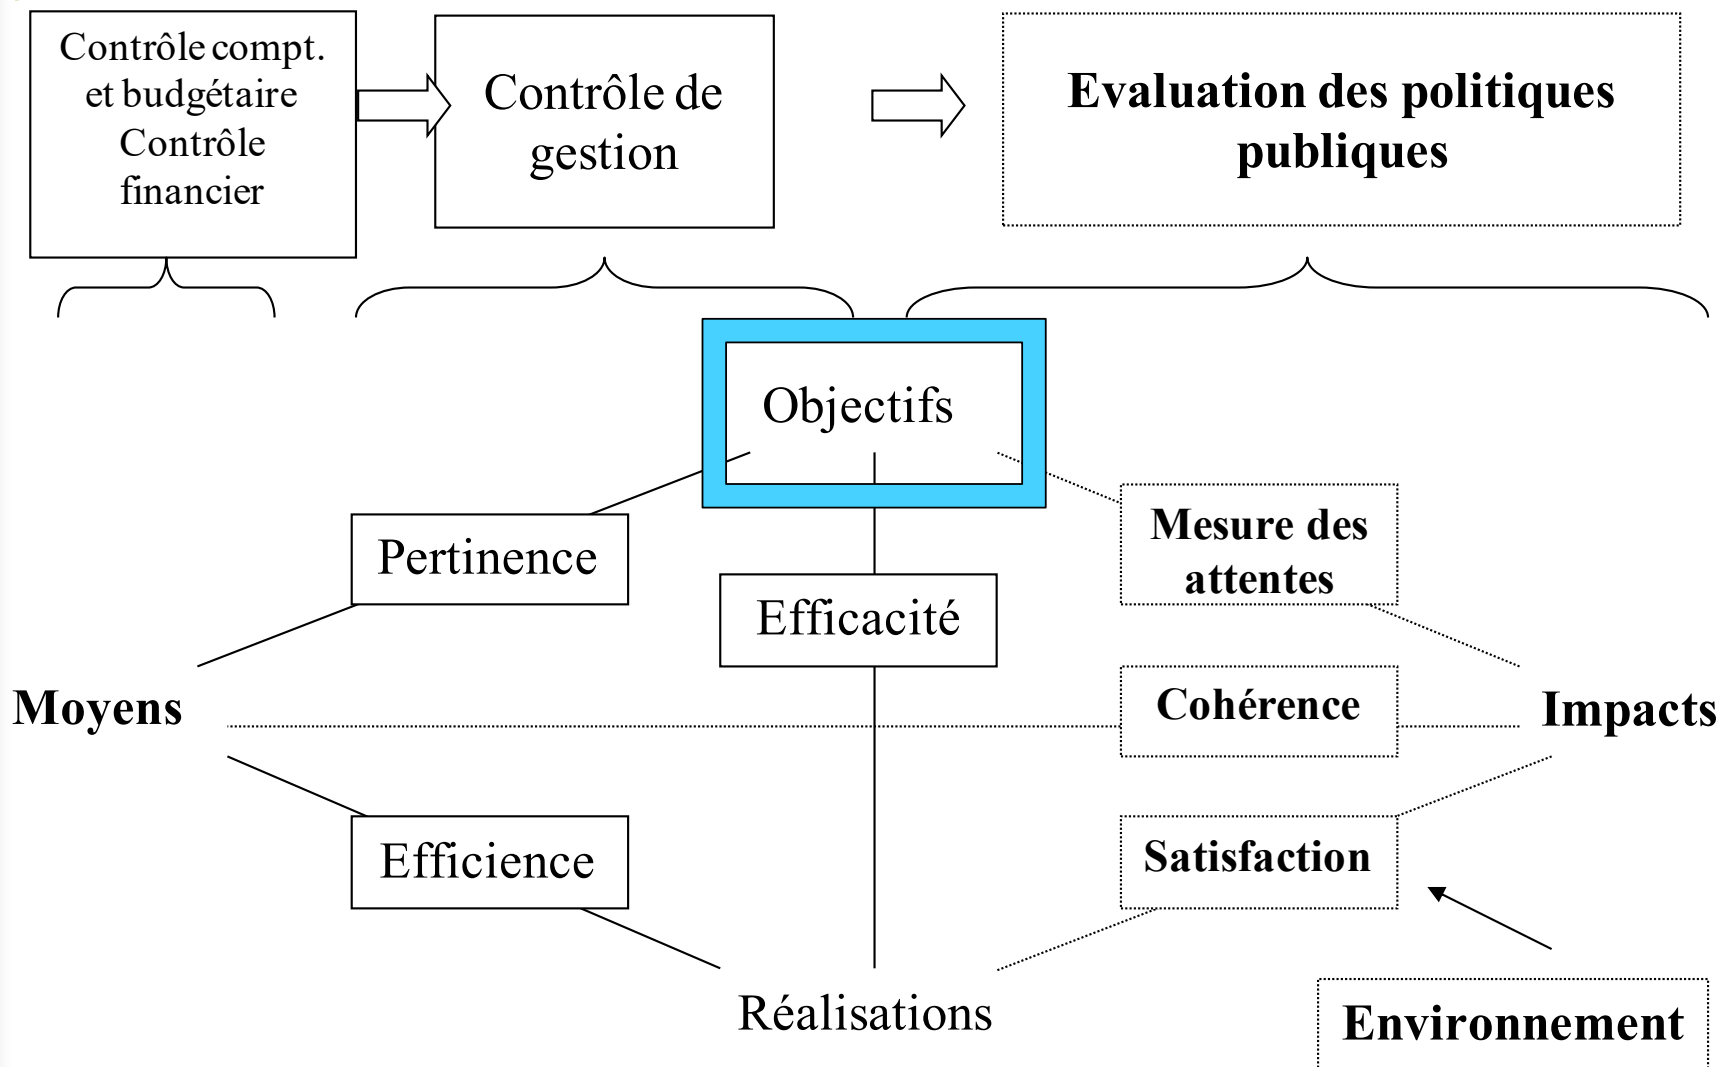 Contrôle compt.
et budgétaire
Contrôle
financier
Contrôle de
gestion
Evaluation des politiques
publiques
Objectifs
Mesure des
attentes
Pertinence
Efficacité
Moyens
Cohérence
Impacts
Efficience
Satisfaction
Réalisations
Environnement